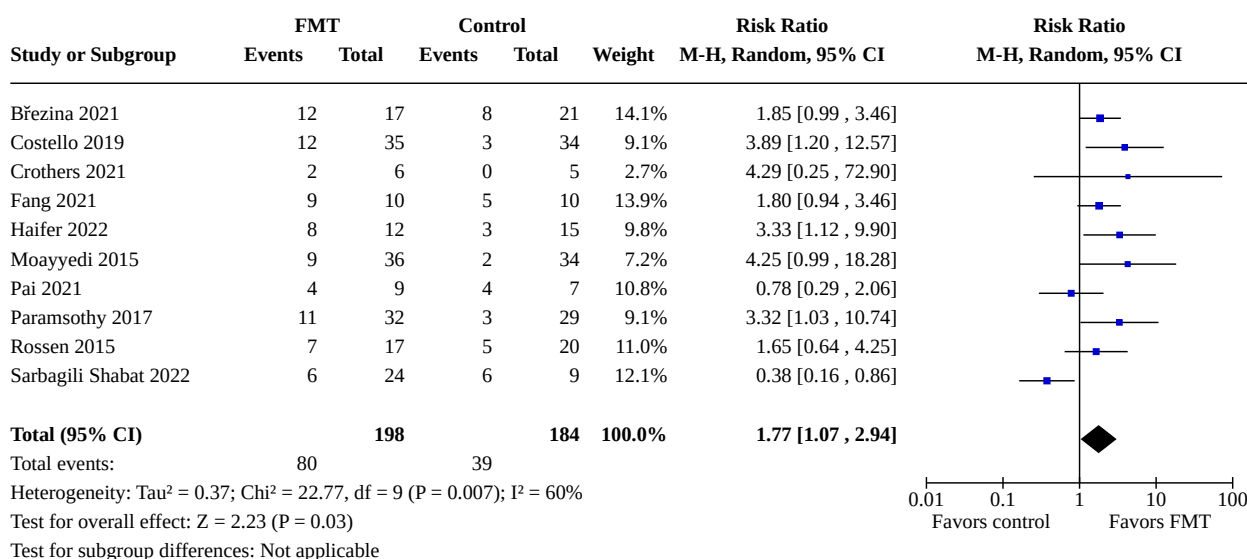 FMT Control Risk Ratio Risk Ratio
Study or Subgroup Events Total Events Total Weight M-H, Random, 95% CI M-H, Random, 95% CI
Březina 2021 12 17 8 21 14.1% 1.85 [0.99 , 3.46]
Costello 2019 12 35 3 34 9.1% 3.89 [1.20 , 12.57]
Crothers 2021 2 6 0 5 2.7% 4.29 [0.25 , 72.90]
Fang 2021 9 10 5 10 13.9% 1.80 [0.94 , 3.46]
Haifer 2022 8 12 3 15 9.8% 3.33 [1.12 , 9.90]
Moayyedi 2015 9 36 2 34 7.2% 4.25 [0.99 , 18.28]
Pai 2021 4 9 4 7 10.8% 0.78 [0.29 , 2.06]
Paramsothy 2017 11 32 3 29 9.1% 3.32 [1.03 , 10.74]
Rossen 2015 7 17 5 20 11.0% 1.65 [0.64 , 4.25]
Sarbagili Shabat 2022 6 24 6 9 12.1% 0.38 [0.16 , 0.86]
Total (95% CI) 198 184 100.0% 1.77 [1.07 , 2.94]
Total events: 80 39
Heterogeneity: Tau² = 0.37; Chi² = 22.77, df = 9 (P = 0.007); I² = 60%
0.01 0.1 1 10 100
Test for overall effect: Z = 2.23 (P = 0.03)
Favors control Favors FMT
Test for subgroup differences: Not applicable